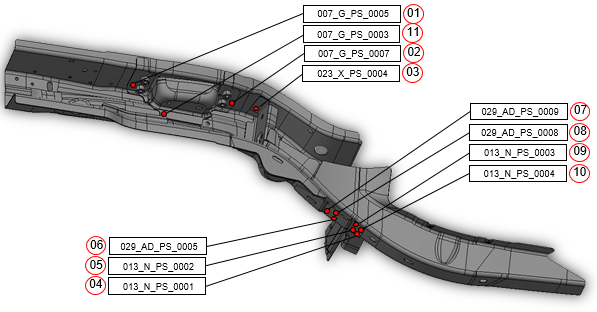 007_G_PS_0005 01
007_G_PS_0003 11
007_G_PS_0007 02
023_X_PS_0004 03
029_AD_PS_0009 07
029_AD_PS_0008 08
013_N_PS_0003 09
013_N_PS_0004 10
06 029_AD_PS_0005
05 013_N_PS_0002
04 013_N_PS_0001